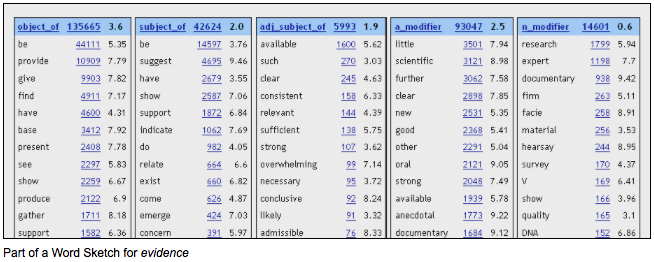 object_of 135665 3.6 subject_of 42624 2.0 adj_subject_of 5993 1.9 a_modifier 93047 2.5 n_modifier 14601 0.6
be 44111 5.35 be 14597 3.76 available 1600 5.62 little 3501 7.94 research 1799 5.94
provide 10909 7.79 suggest 4695 9.46 such 270 3.03 scientific 3121 8.98 expert 1198 7.7
give 9903 7.82 have 2679 3.55 clear 245 4.63 further 3062 7.58 documentary 938 9.42
find 4911 7.17 show 2587 7.06 consistent 158 6.33 clear 2898 7.85 firm 263 5.11
have 4600 4.31 support 1872 6.84 relevant 144 4.39 new 2531 5.35 facie 258 8.91
base 3412 7.92 indicate 1062 7.69 sufficient 138 5.75 good 2368 5.41 material 256 3.53
present 2408 7.78 do 982 4.05 strong 107 3.62 other 2291 5.04 hearsay 244 8.95
see 2297 5.83 relate 664 6.6 overwhelming 99 7.14 oral 2121 9.05 survey 170 4.37
show 2259 6.67 exist 660 6.82 necessary 95 3.72 strong 2048 7.49 V 169 6.41
produce 2122 6.9 come 626 4.87 conclusive 92 8.24 available 1939 5.78 show 166 3.96
gather 1711 8.18 emerge 424 7.03 likely 91 3.32 anecdotal 1773 9.22 quality 165 3.1
support 1582 6.36 concern 391 5.97 admissible 76 8.33 documentary 1684 9.12 DNA 152 6.86
Part of a Word Sketch for evidence